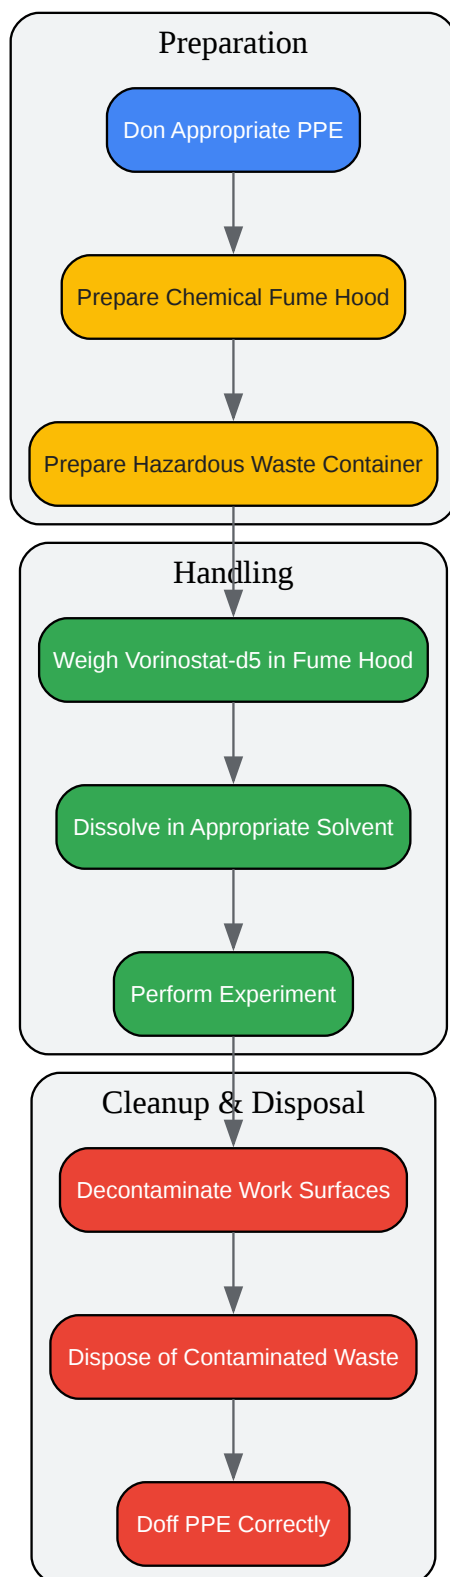 Preparation
Don Appropriate PPE
Prepare Chemical Fume Hood
Prepare Hazardous Waste Container
Handling
Weigh Vorinostat-d5 in Fume Hood
Dissolve in Appropriate Solvent
Perform Experiment
Cleanup & Disposal
Decontaminate Work Surfaces
Dispose of Contaminated Waste
Doff PPE Correctly